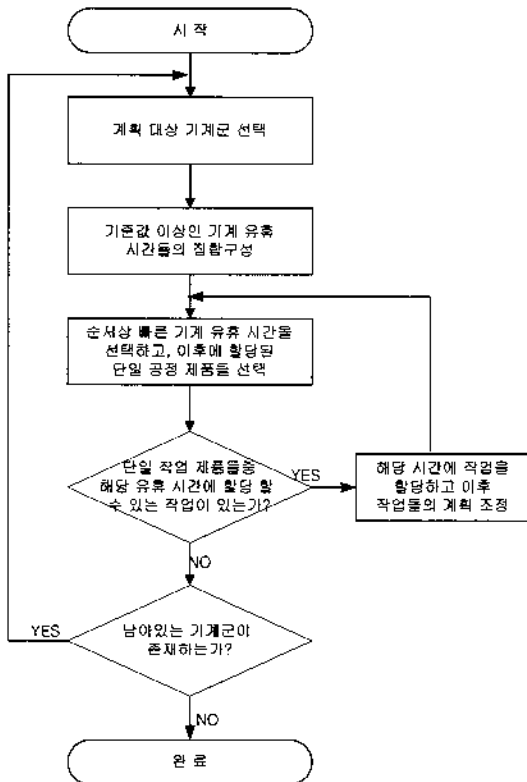 시 작
계획 대상 기계군 선택
기준값 이상인 기계 유휴
시간들의 집합구성
순서상 빠른 기계 유휴 시간을
선택하고, 이후에 할당된
단일 공정 제품들 선택
단일 작업 제품들중
해당 유휴 시간에 할당 할
수 있는 작업이 있는가?
YES
해당 시간에 작업을
할당하고 이후
작업들의 계획 조정
NO
YES
남아있는 기계군이
존재하는가?
NO
완 료